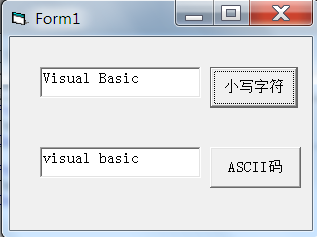 Form1
Visual Basic
小写字符
visual basic
ASCII码